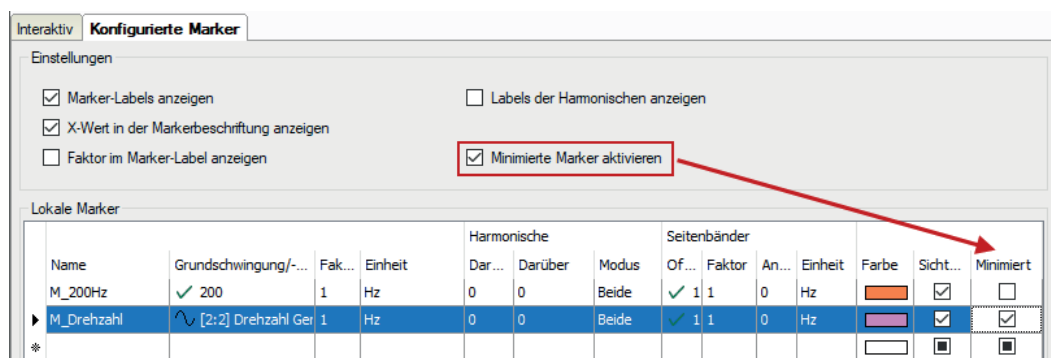 Interaktiv Konfigurierte Marker
Einstellungen
Marker-Labels anzeigen Labels der Harmonischen anzeigen
X-Wert in der Markerbeschriftung anzeigen
Faktor im Marker-Label anzeigen Minimierte Marker aktivieren
Lokale Marker
Harmonische Seitenbänder
Name Grundschwingung/-... Fak... Einheit Dar... Darüber Modus Of... Faktor An... Einheit Farbe Sicht... Minimiert
M_200Hz 200 1 Hz 0 0 Beide 1 1 0 Hz
M_Drehzahl [2:2] Drehzahl Ger 1 Hz 0 0 Beide 1 1 0 Hz